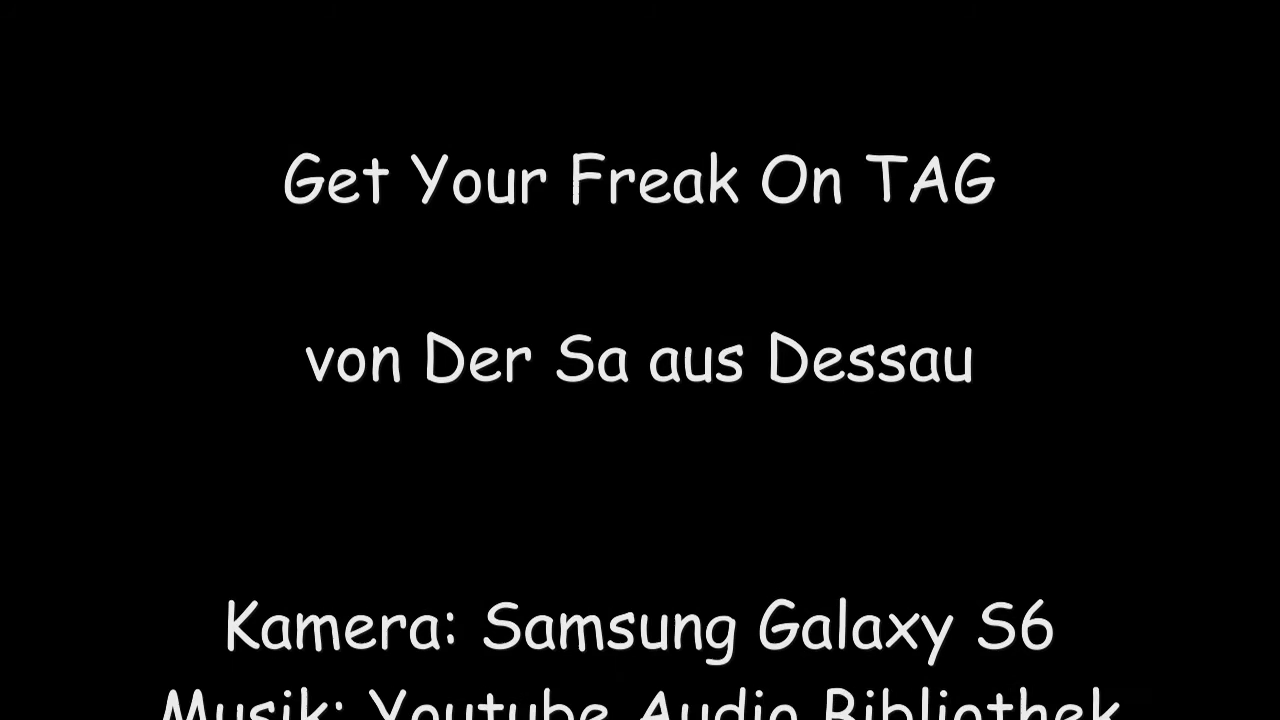 Get Your Freak On TAG
von Der Sa aus Dessau
Kamera: Samsung Galaxy S6
Musik: Youtube Audio Bibliothek